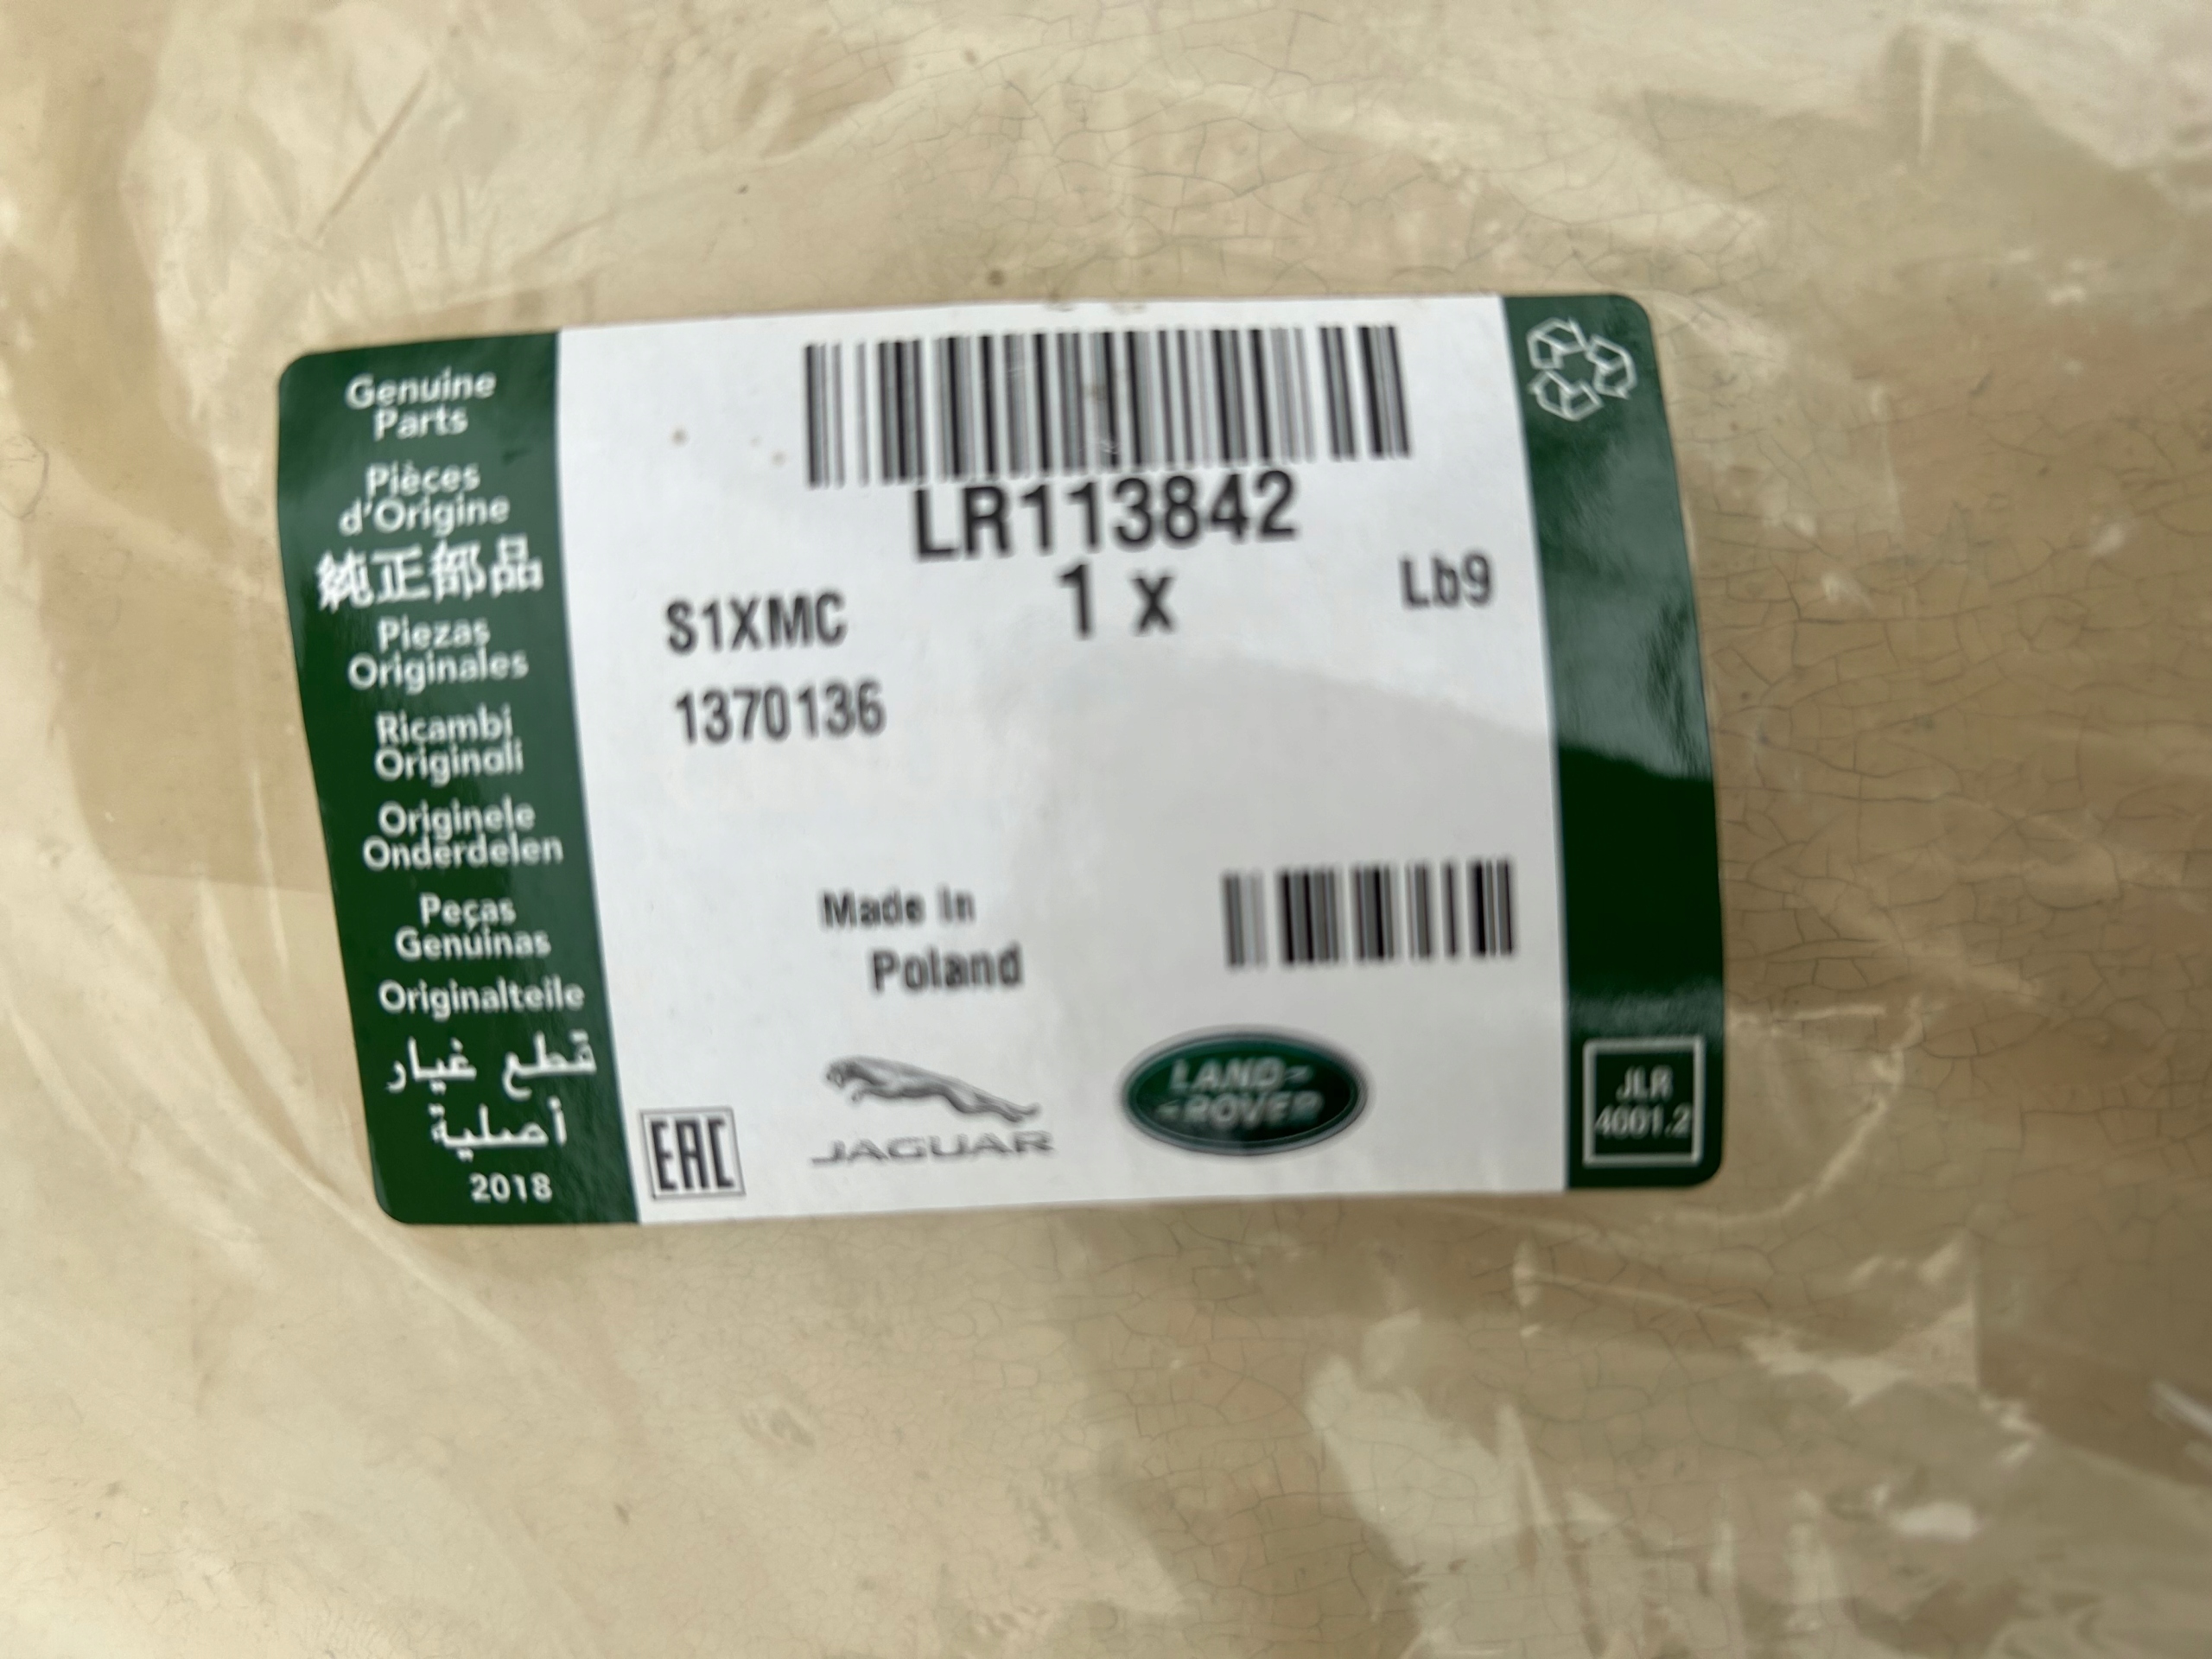 Genuine
Parts
Pièces
d'Origine
純正部品
Piezas
Originales
Ricambi
Originali
Originele
Onderdelen
Peças
Genuínas
Originalteile
قطع غيار
أصلية
2018
LR113842
1 x
Lb9
S1XMC
1370136
Made In
Poland
EAC
JAGUAR
LAND-
-ROVER
JLR
4001.2